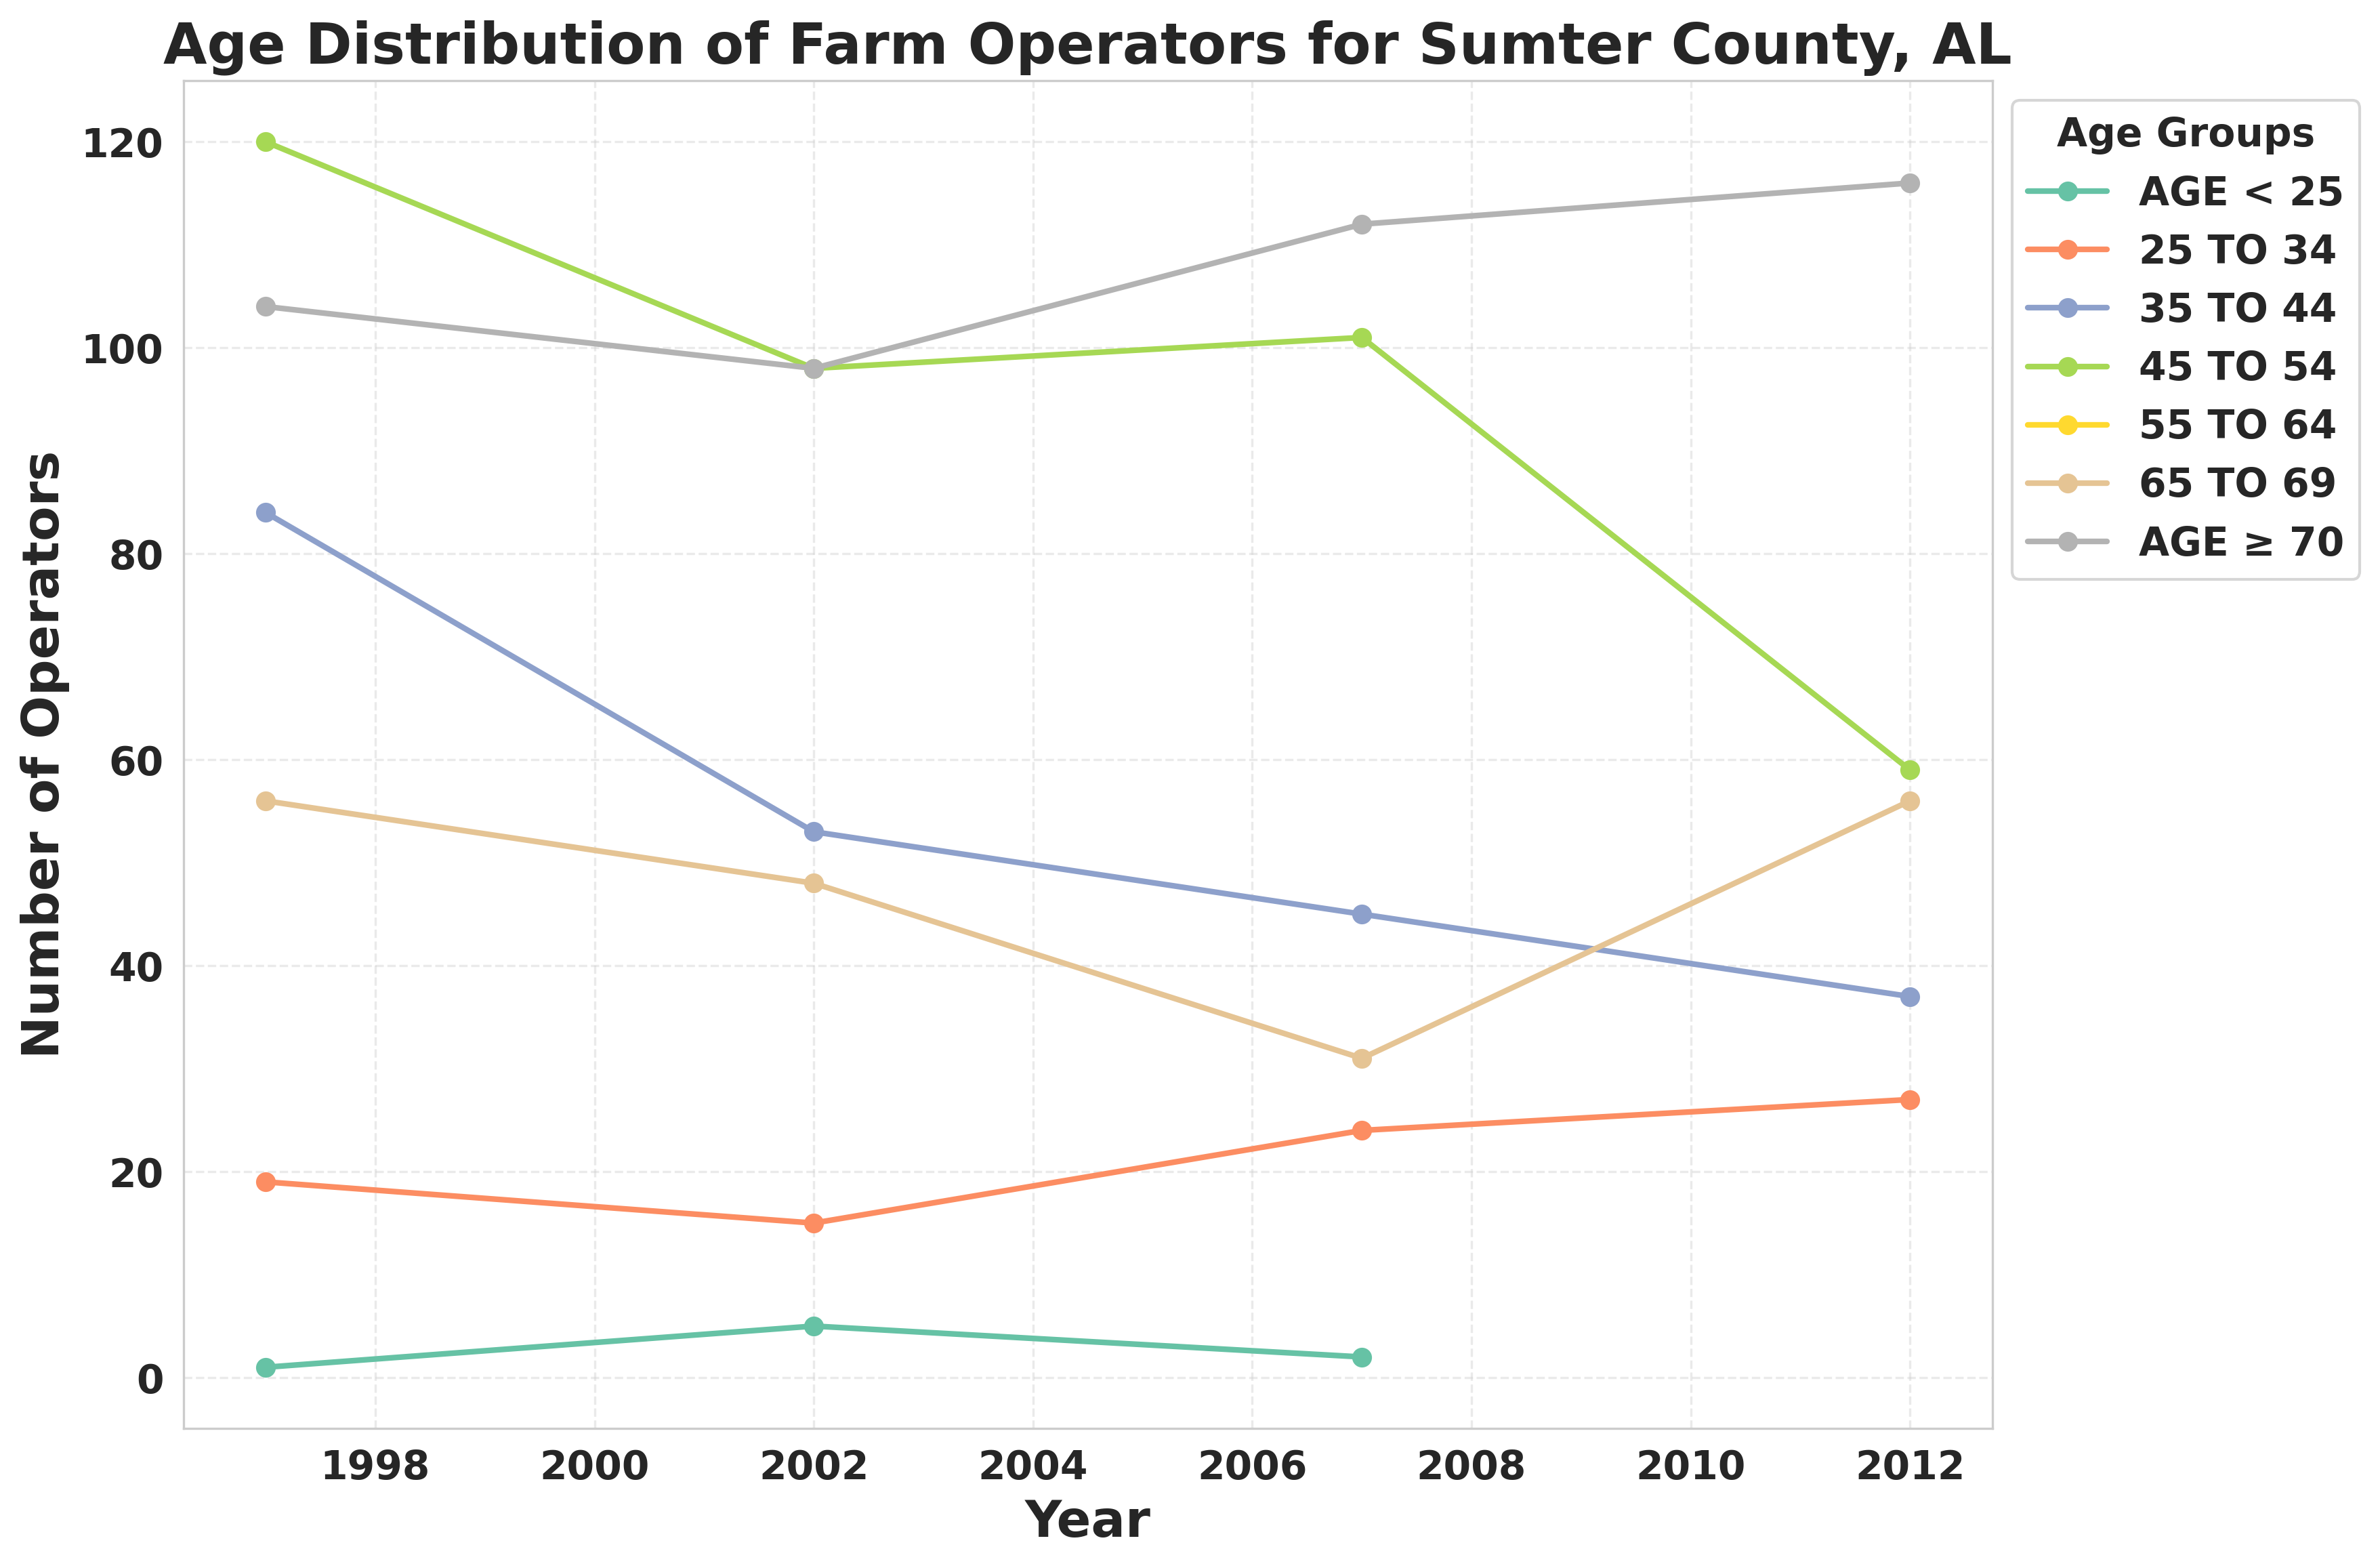 Age Distribution of Farm Operators for Sumter County, AL
120
100
80
60
40
20
0
Number of Operators
1998 2000 2002 2004 2006 2008 2010 2012
Year
Age Groups
AGE < 25
25 TO 34
35 TO 44
45 TO 54
55 TO 64
65 TO 69
AGE ≥ 70